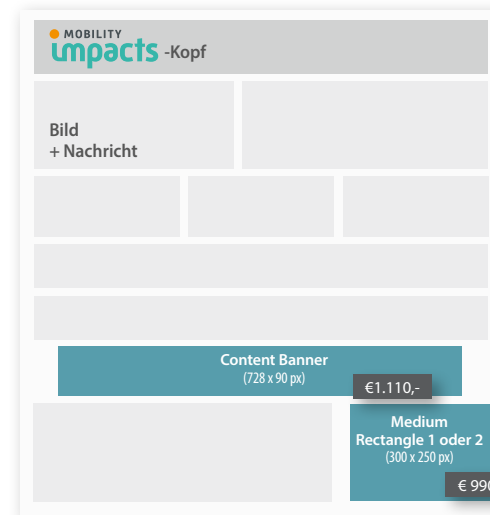 MOBILITY
impacts -Kopf
Bild
+ Nachricht
Content Banner
(728 x 90 px)
€1.110,-
Medium
Rectangle 1 oder 2
(300 x 250 px)
€ 990